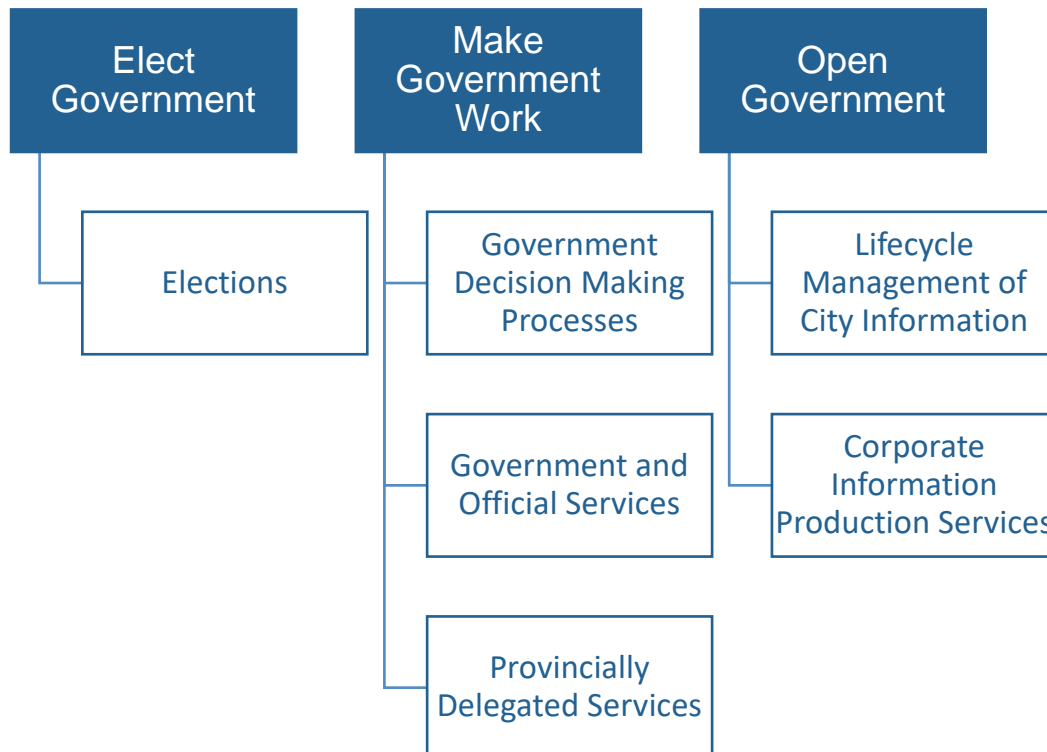 Elect
Government
Elections
Make
Government
Work
Government
Decision Making
Processes
Government and
Official Services
Provincially
Delegated Services
Open
Government
Lifecycle
Management of
City Information
Corporate
Information
Production Services